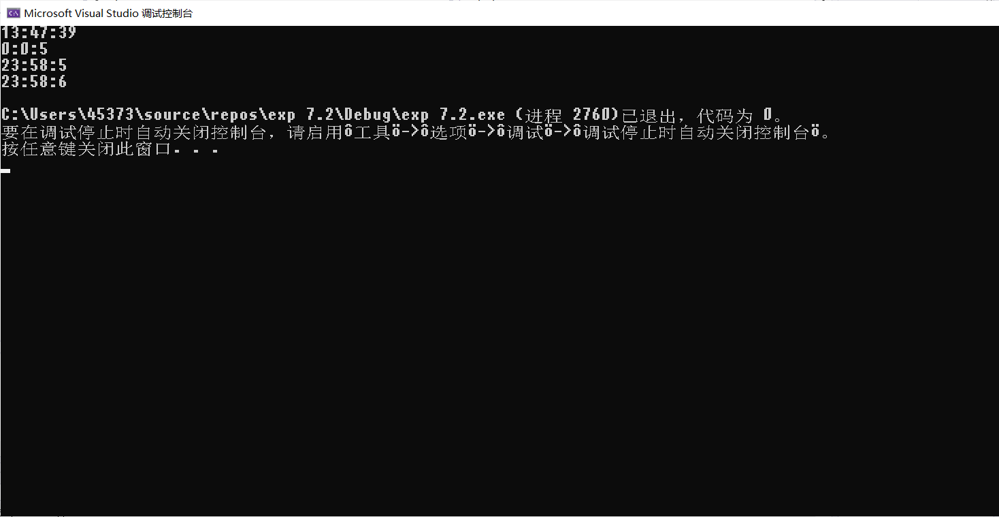 Microsoft Visual Studio 调试控制台
13:47:39
0:0:5
23:58:5
23:58:6
C:\Users\45373\source\repos\exp 7.2\Debug\exp 7.2.exe (进程 2760)已退出，代码为 0。
要在调试停止时自动关闭控制台，请启用ô工具ö->ô选项ö->ô调试ö->ô调试停止时自动关闭控制台ö。
按任意键关闭此窗口. . .